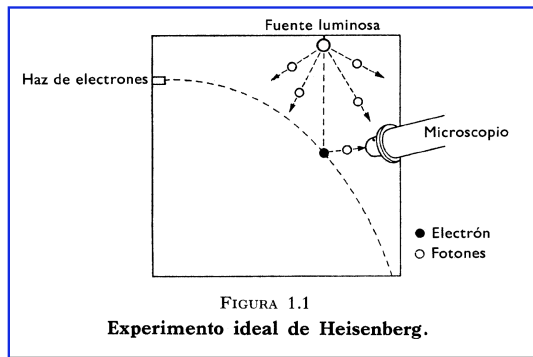 Fuente luminosa
Haz de electrones
Microscopio
Electrón
Fotones
FIGURA 1.1
Experimento ideal de Heisenberg.